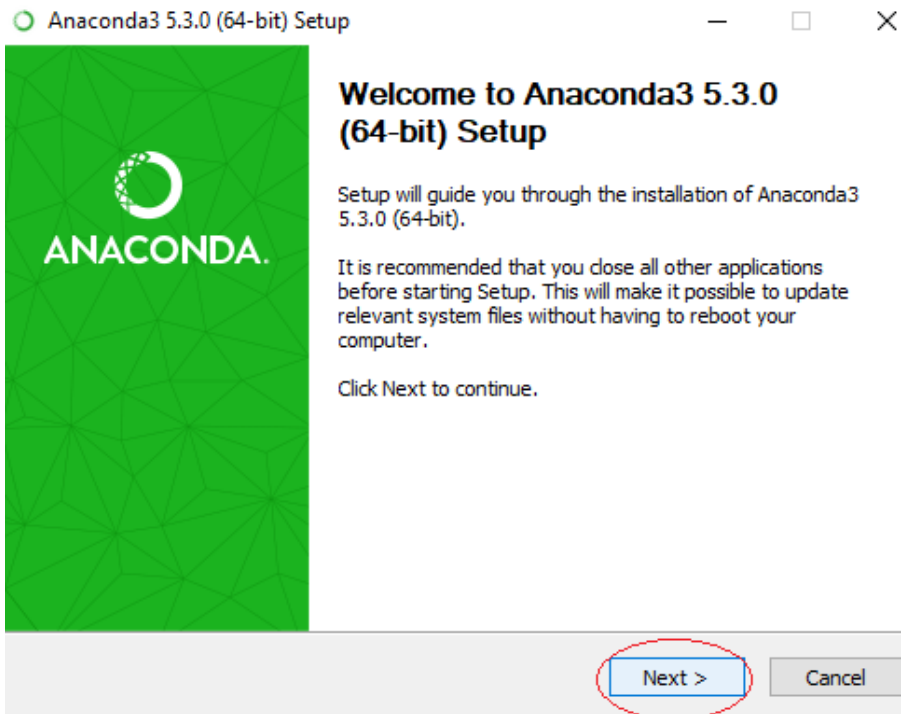 Anaconda3 5.3.0 (64-bit) Setup
Welcome to Anaconda3 5.3.0
(64-bit) Setup
ANACONDA.
Setup will guide you through the installation of Anaconda3
5.3.0 (64-bit).
It is recommended that you close all other applications
before starting Setup. This will make it possible to update
relevant system files without having to reboot your
computer.
Click Next to continue.
Next >
Cancel